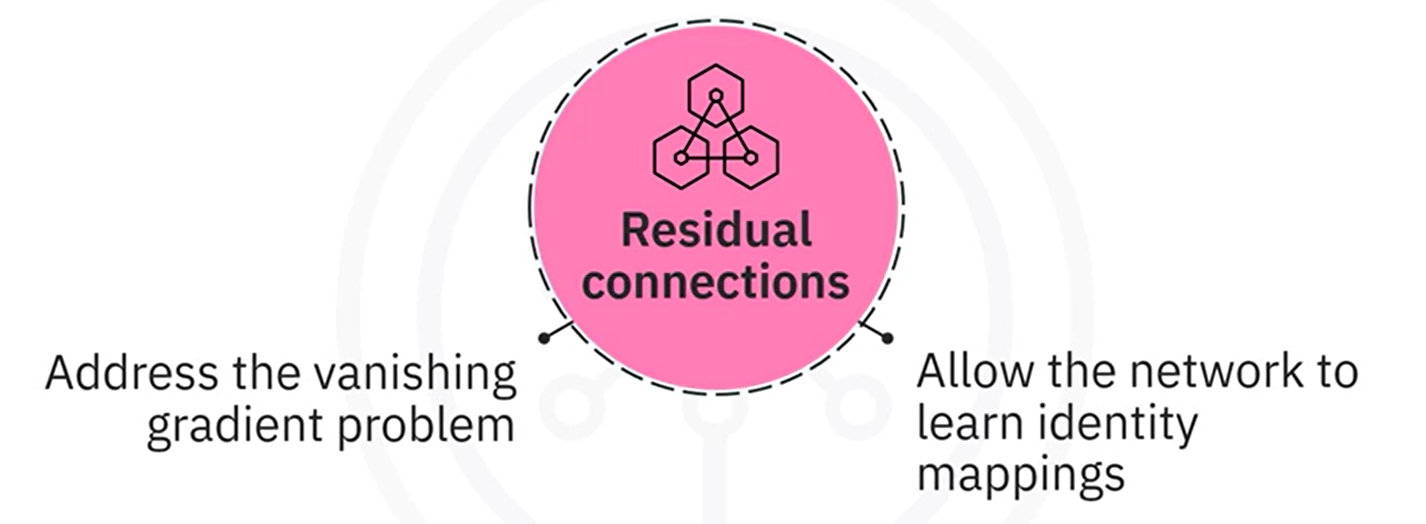 Residual
connections
Address the vanishing
gradient problem
Allow the network to
learn identity
mappings